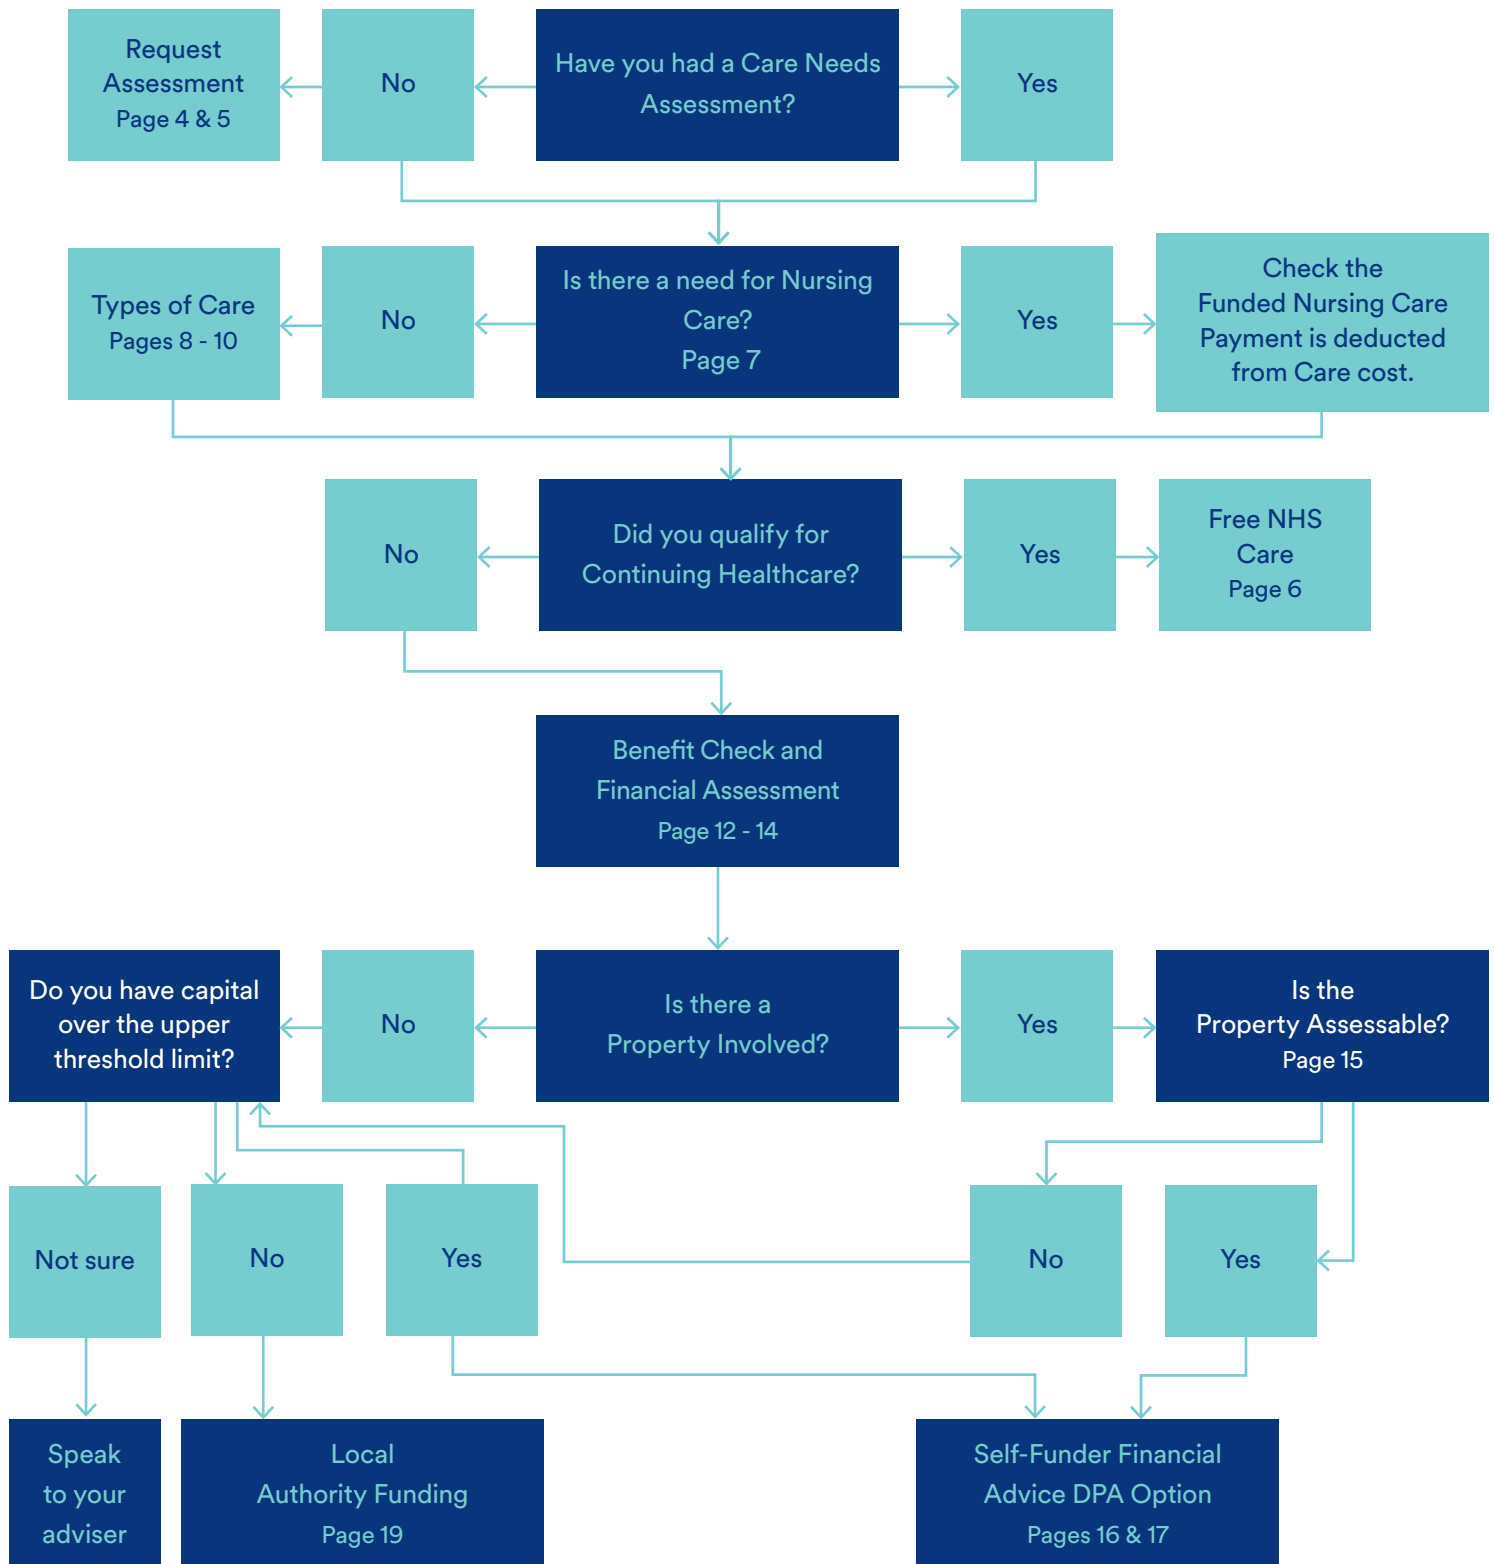 Request
Assessment
Page 4 & 5
No
Have you had a Care Needs
Assessment?
Yes
Types of Care
Pages 8 - 10
No
Is there a need for Nursing
Care?
Page 7
Yes
Check the
Funded Nursing Care
Payment is deducted
from Care cost.
No
Did you qualify for
Continuing Healthcare?
Yes
Free NHS
Care
Page 6
Benefit Check and
Financial Assessment
Page 12 - 14
Do you have capital
over the upper
threshold limit?
No
Is there a
Property Involved?
Yes
Is the
Property Assessable?
Page 15
Not sure
No
Yes
No
Yes
Speak
to your
adviser
Local
Authority Funding
Page 19
Self-Funder Financial
Advice DPA Option
Pages 16 & 17